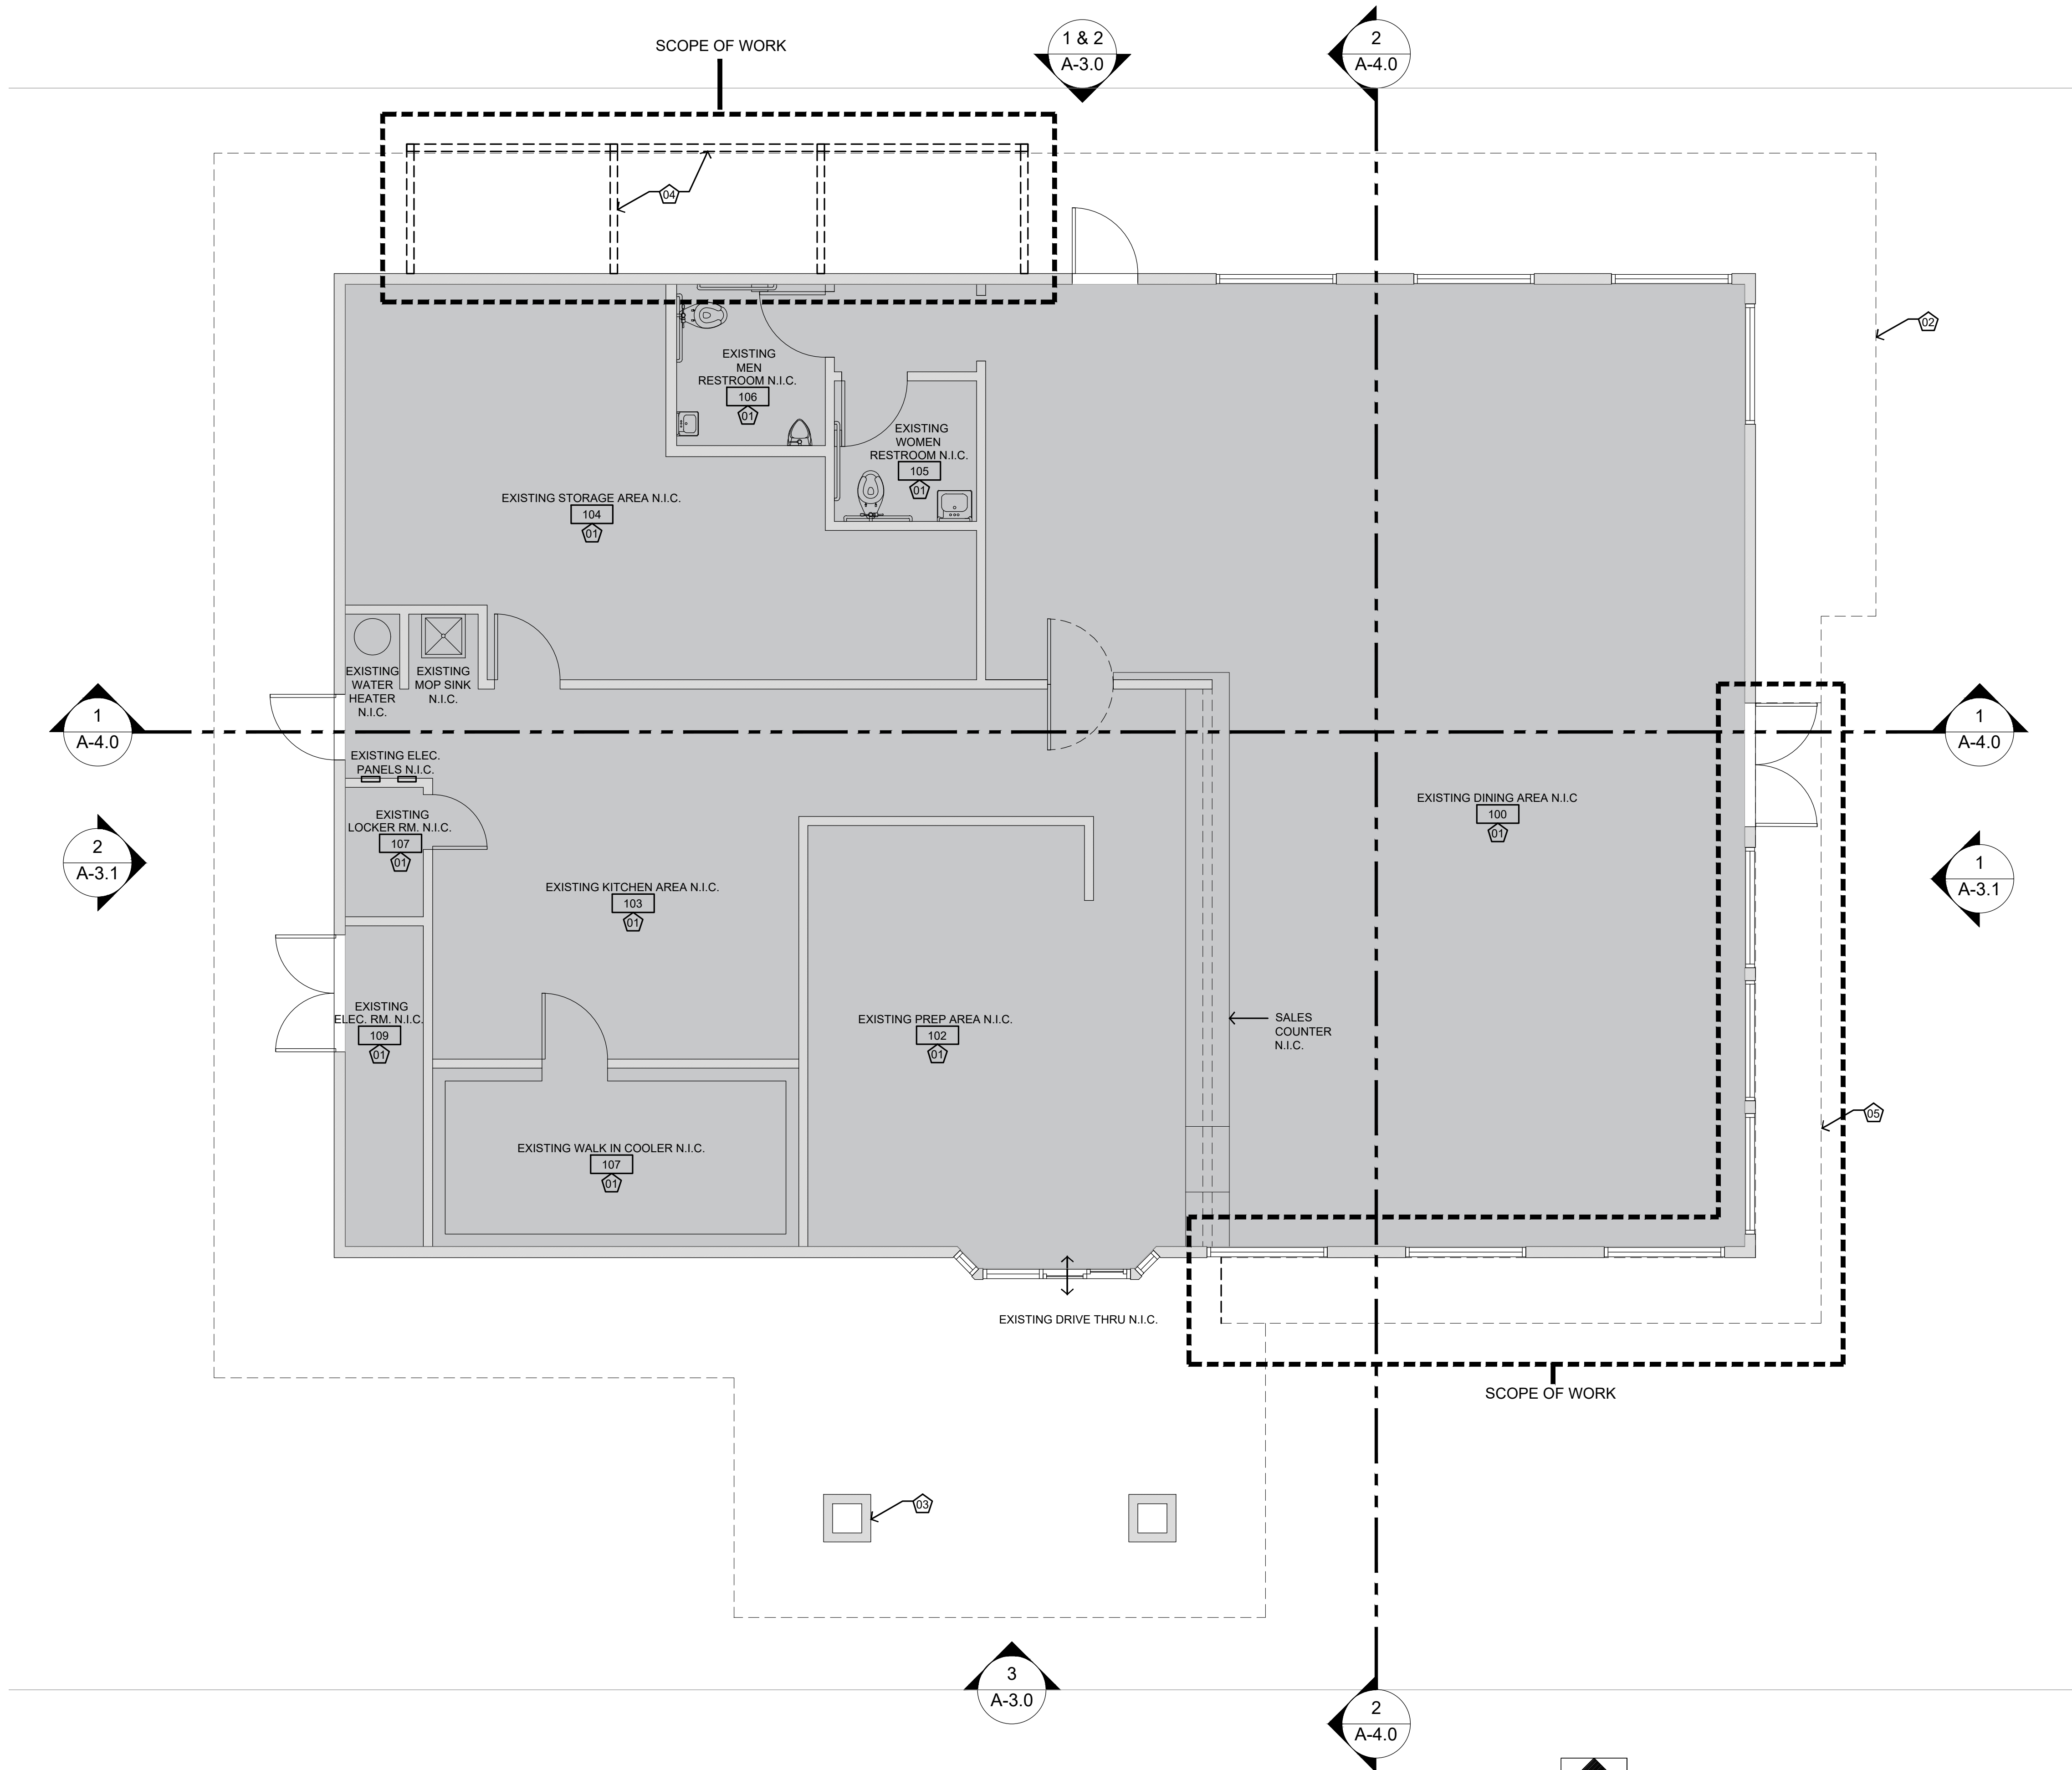 SCOPE OF WORK
1 & 2
A-3.0
2
A-4.0
04
02
EXISTING
MEN
RESTROOM N.I.C.
106
01
EXISTING
WOMEN
RESTROOM N.I.C.
105
01
EXISTING STORAGE AREA N.I.C.
104
01
EXISTING
WATER
HEATER
N.I.C.
EXISTING
MOP SINK
N.I.C.
1
A-4.0
1
A-4.0
EXISTING ELEC.
PANELS N.I.C.
EXISTING DINING AREA N.I.C
100
01
EXISTING
LOCKER RM. N.I.C.
107
01
2
A-3.1
1
A-3.1
EXISTING KITCHEN AREA N.I.C.
103
01
EXISTING
ELEC. RM. N.I.C.
109
01
EXISTING PREP AREA N.I.C.
102
01
SALES
COUNTER
N.I.C.
05
EXISTING WALK IN COOLER N.I.C.
107
01
EXISTING DRIVE THRU N.I.C.
SCOPE OF WORK
03
3
A-3.0
2
A-4.0